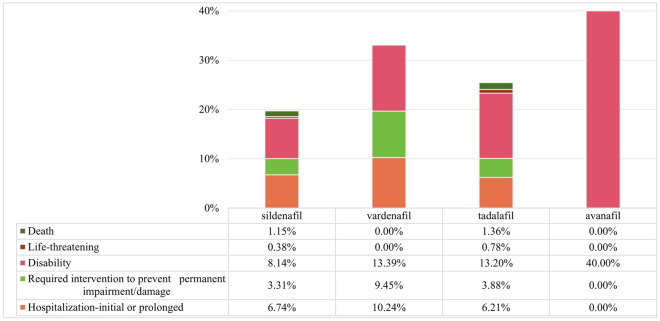 40%
30%
20%
10%
0%
sildenafil vardenafil tadalafil avanafil
Death 1.15% 0.00% 1.36% 0.00%
Life-threatening 0.38% 0.00% 0.78% 0.00%
Disability 8.14% 13.39% 13.20% 40.00%
Required intervention to prevent permanent
impairment/damage 3.31% 9.45% 3.88% 0.00%
Hospitalization-initial or prolonged 6.74% 10.24% 6.21% 0.00%